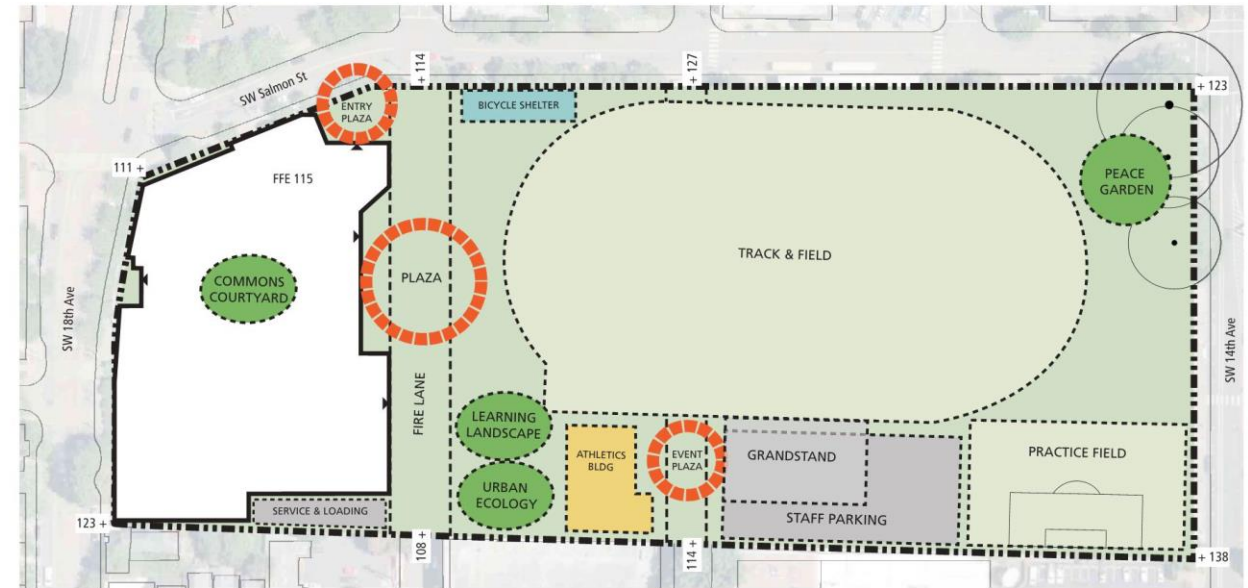 + 114
+ 127
+ 123
SW Salmon St
ENTRY
PLAZA
BICYCLE SHELTER
111 +
FFE 115
PEACE
GARDEN
TRACK & FIELD
COMMONS
COURTYARD
PLAZA
SW 18th Ave
SW 14th Ave
FIRE LANE
LEARNING
LANDSCAPE
URBAN
ECOLOGY
ATHLETICS
BLDG
EVENT
PLAZA
GRANDSTAND
STAFF PARKING
PRACTICE FIELD
SERVICE & LOADING
123 +
108 +
114 +
+ 138